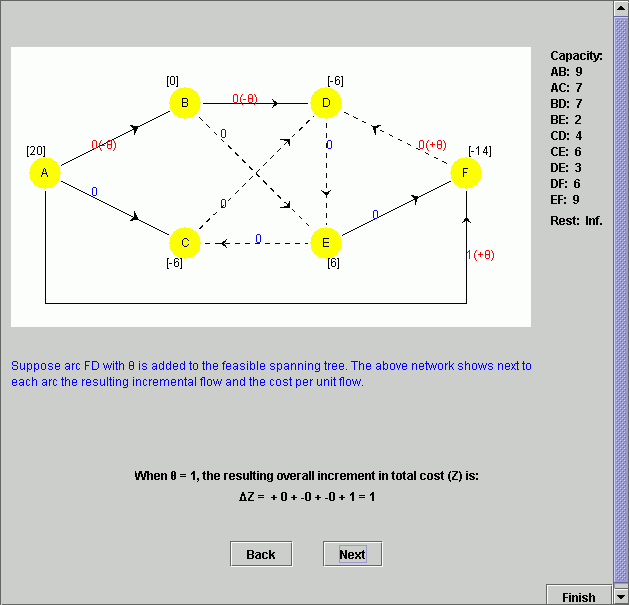 [0]
[-6]
Capacity:
AB: 9
AC: 7
BD: 7
BE: 2
CD: 4
CE: 6
DE: 3
DF: 6
EF: 9
Rest: Inf.
B
0(-θ)
D
0
0
0(+θ)
0(-θ)
[20]
[-14]
A
F
0
0
0
C
0
E
1(+θ)
[-6]
[6]
Suppose arc FD with θ is added to the feasible spanning tree. The above network shows next to
each arc the resulting incremental flow and the cost per unit flow.
When θ = 1, the resulting overall increment in total cost (Z) is:
ΔZ = + 0 + -0 + -0 + 1 = 1
Back
Next
Finish